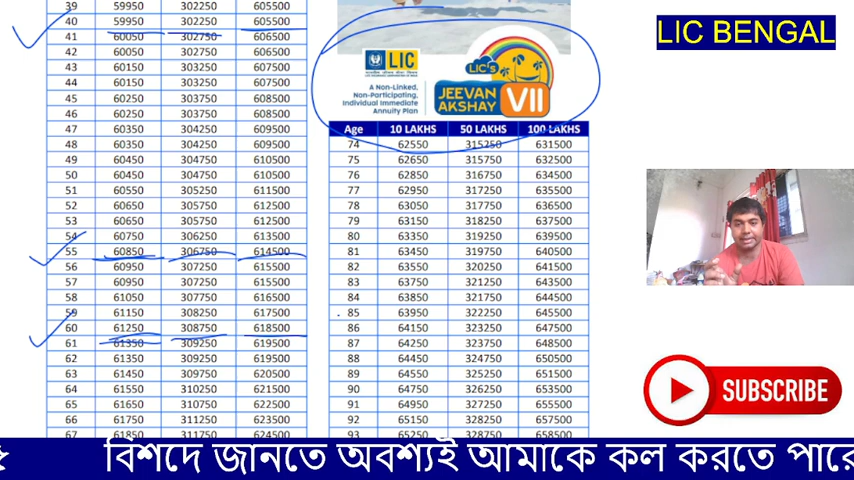 LIC BENGAL
39 59950 302250 605500
40 59950 302250 605500
41 60050 302750 606500
42 60050 302750 606500
43 60150 303250 607500
44 60150 303250 607500
45 60250 303750 608500
46 60250 303750 608500
47 60350 304250 609500
48 60350 304250 609500
49 60450 304750 610500
50 60450 304750 610500
51 60550 305250 611500
52 60650 305750 612500
53 60650 305750 612500
54 60750 306250 613500
55 60850 306750 614500
56 60950 307250 615500
57 60950 307250 615500
58 61050 307750 616500
59 61150 308250 617500
60 61250 308750 618500
61 61350 309250 619500
62 61350 309250 619500
63 61450 309750 620500
64 61550 310250 621500
65 61650 310750 622500
66 61750 311250 623500
67 61850 311750 624500
LIC
A Non-Linked,
Non-Participating,
Individual Immediate
Annuity Plan
LIC's
JEEVAN
AKSHAY VII
Age 10 LAKHS 50 LAKHS 100 LAKHS
74 62550 315250 631500
75 62650 315750 632500
76 62850 316750 634500
77 62950 317250 635500
78 63050 317750 636500
79 63150 318250 637500
80 63350 319250 639500
81 63450 319750 640500
82 63550 320250 641500
83 63750 321250 643500
84 63850 321750 644500
85 63950 322250 645500
86 64150 323250 647500
87 64250 323750 648500
88 64450 324750 650500
89 64550 325250 651500
90 64750 326250 653500
91 64950 327250 655500
92 65150 328250 657500
93 65250 328750 658500
SUBSCRIBE
বিশদে জানতে অবশ্যই আমাকে কল করতে পারে